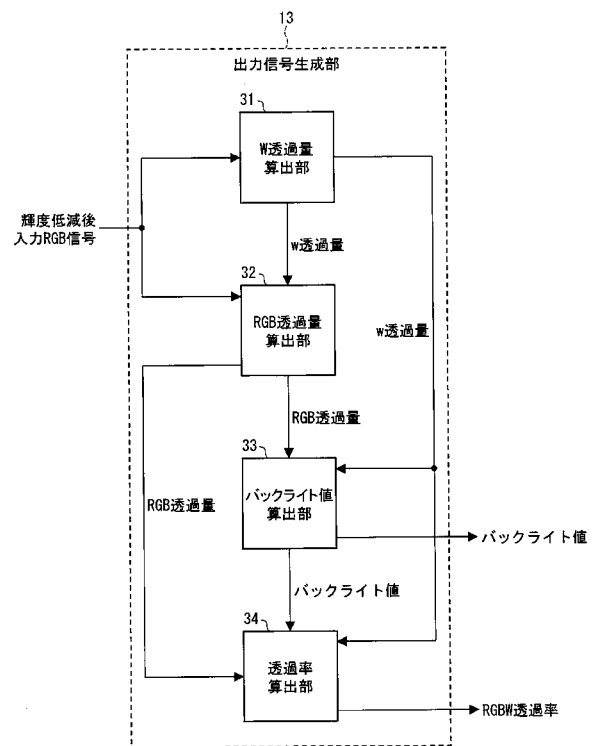 13
出力信号生成部
31
W透過量
算出部
輝度低減後
入力RGB信号
w透過量
32
RGB透過量
算出部
w透過量
RGB透過量
33
バックライト値
算出部
RGB透過量
バックライト値
バックライト値
34
透過率
算出部
RGBW透過率